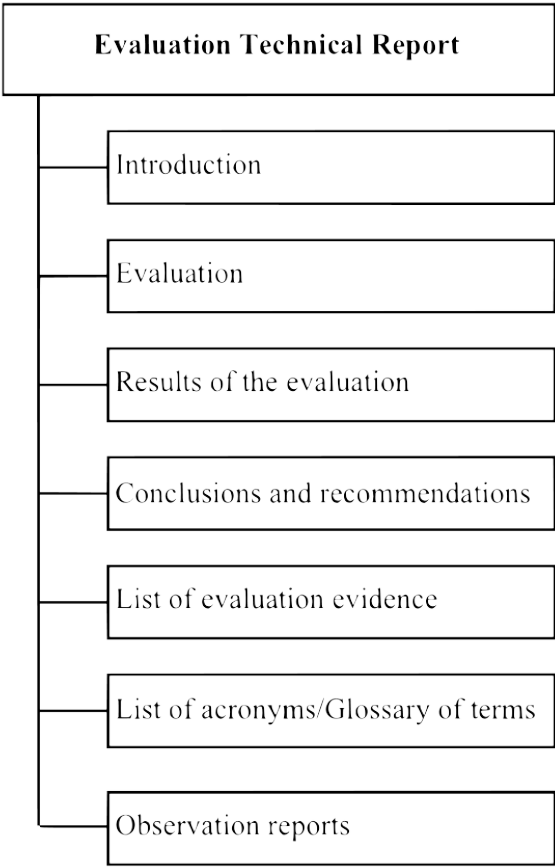 Evaluation Technical Report
Introduction
Evaluation
Results of the evaluation
Conclusions and recommendations
List of evaluation evidence
List of acronyms/Glossary of terms
Observation reports